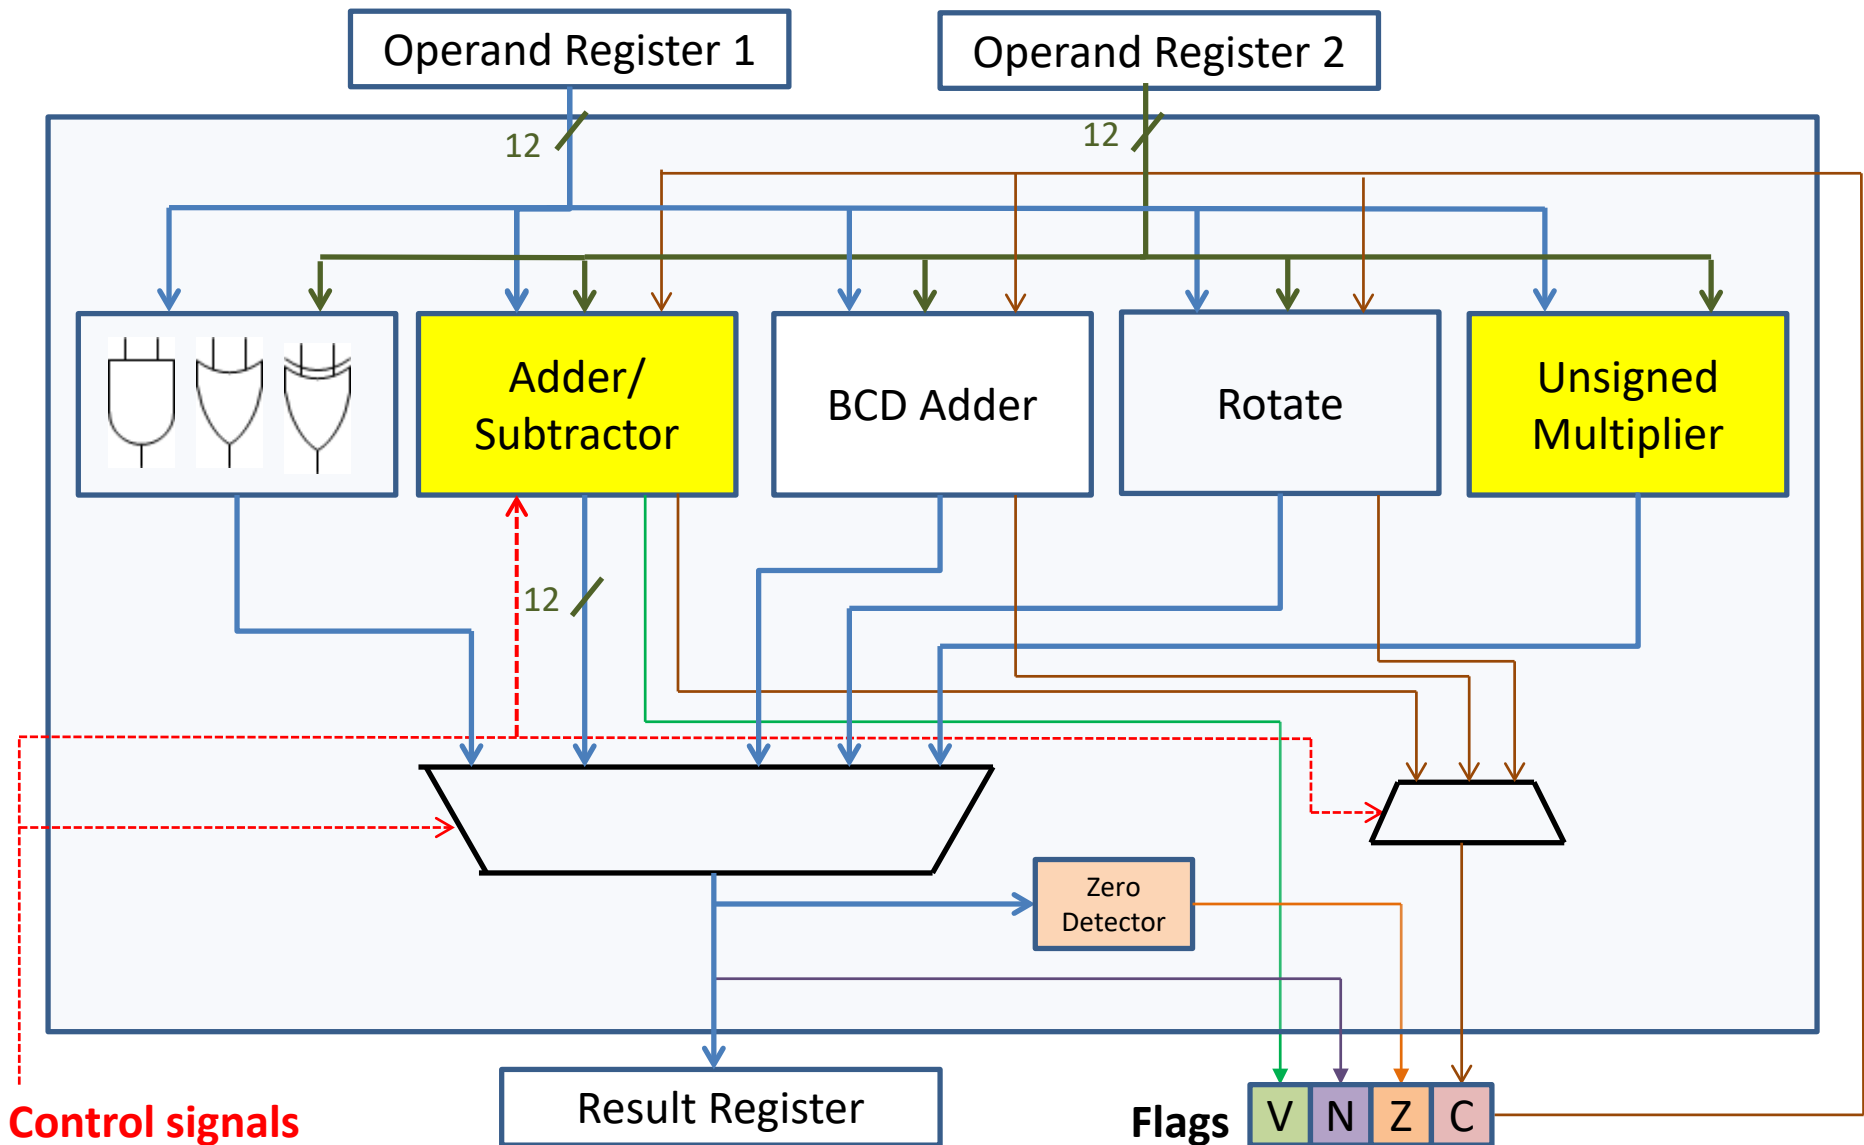 Operand Register 1
Operand Register 2
12
12
Adder/
Subtractor
BCD Adder
Rotate
Unsigned
Multiplier
12
Zero
Detector
Result Register
Control signals
Flags
V
N
Z
C